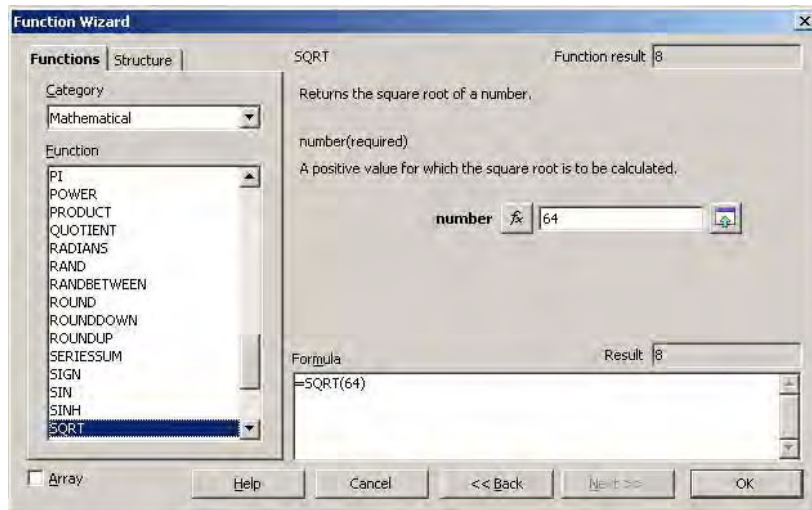 Function Wizard
Functions
Structure
Category
Mathematical
Function
PI
POWER
PRODUCT
QUOTIENT
RADIANS
RAND
RANDBETWEEN
ROUND
ROUNDDOWN
ROUNDUP
SERIESSUM
SIGN
SIN
SINH
SQRT
SQRT
Function result 8
Returns the square root of a number.
number(required)
A positive value for which the square root is to be calculated.
number fx 64
Formula
Result 8
=SQRT(64)
Array
Help
Cancel
<< Back
Next >>
OK